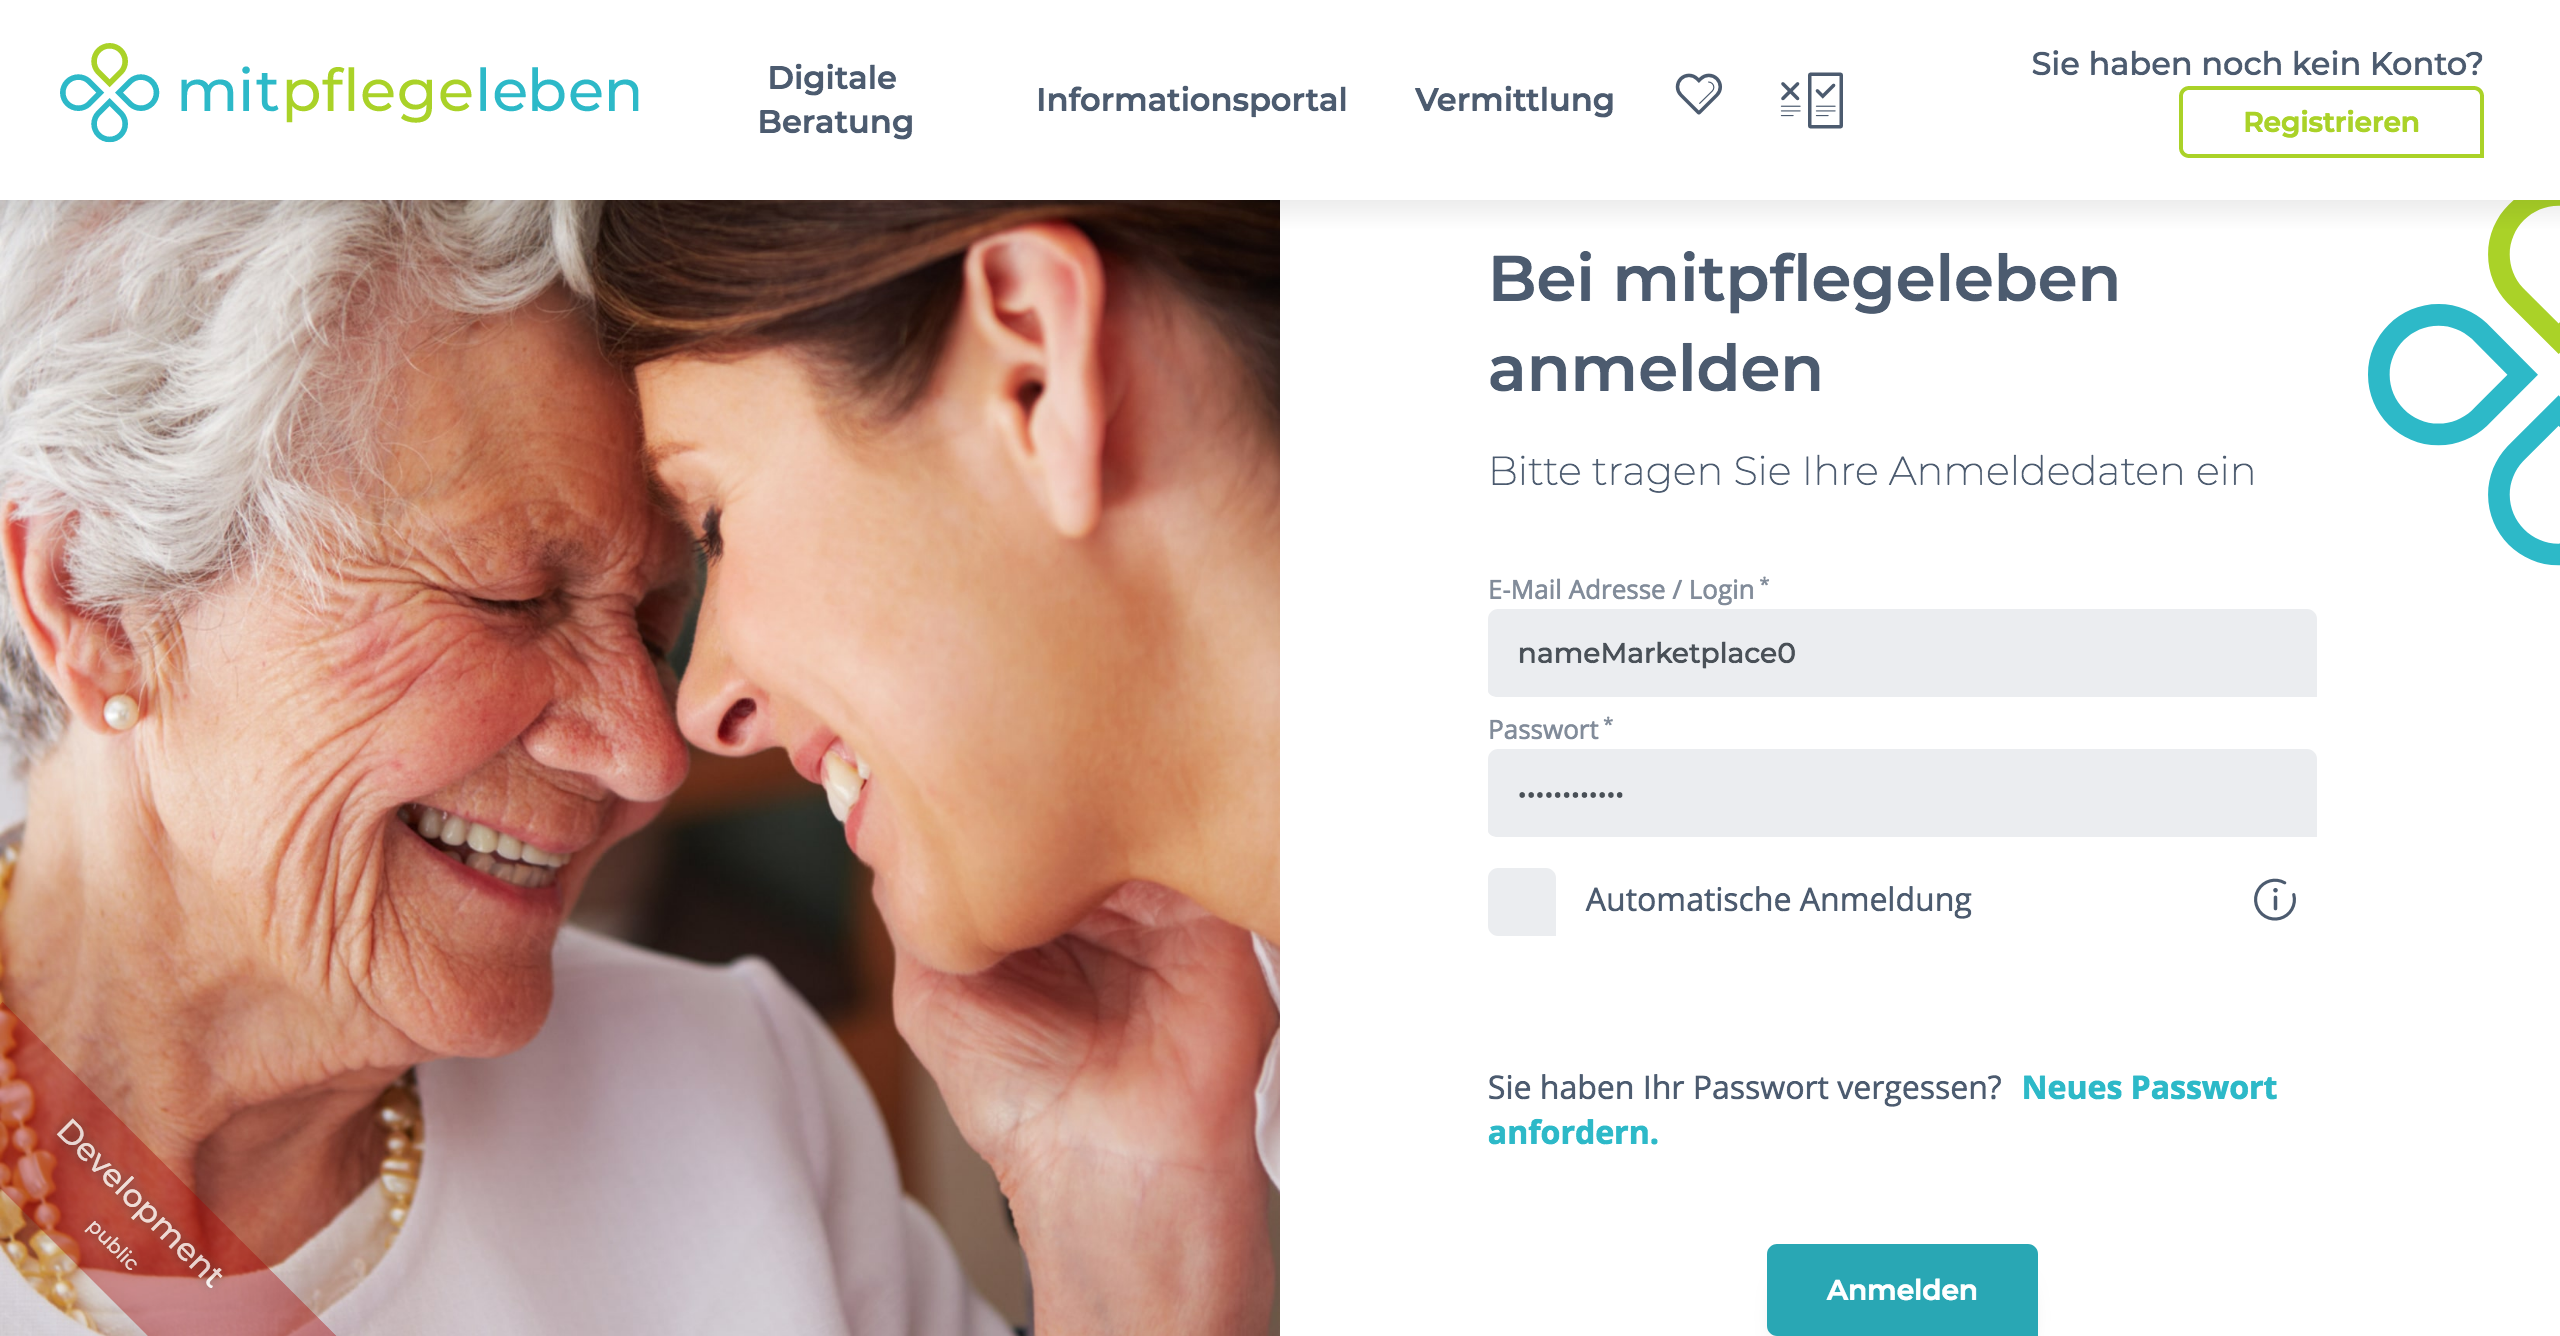 mitpflegeleben
Digitale
Beratung
Informationsportal
Vermittlung
Sie haben noch kein Konto?
Registrieren
Bei mitpflegeleben
anmelden
Bitte tragen Sie Ihre Anmeldedaten ein
E-Mail Adresse / Login *
nameMarketplace0
Passwort *
••••••••••••
Automatische Anmeldung
Sie haben Ihr Passwort vergessen? Neues Passwort
anfordern.
Anmelden
Development
public